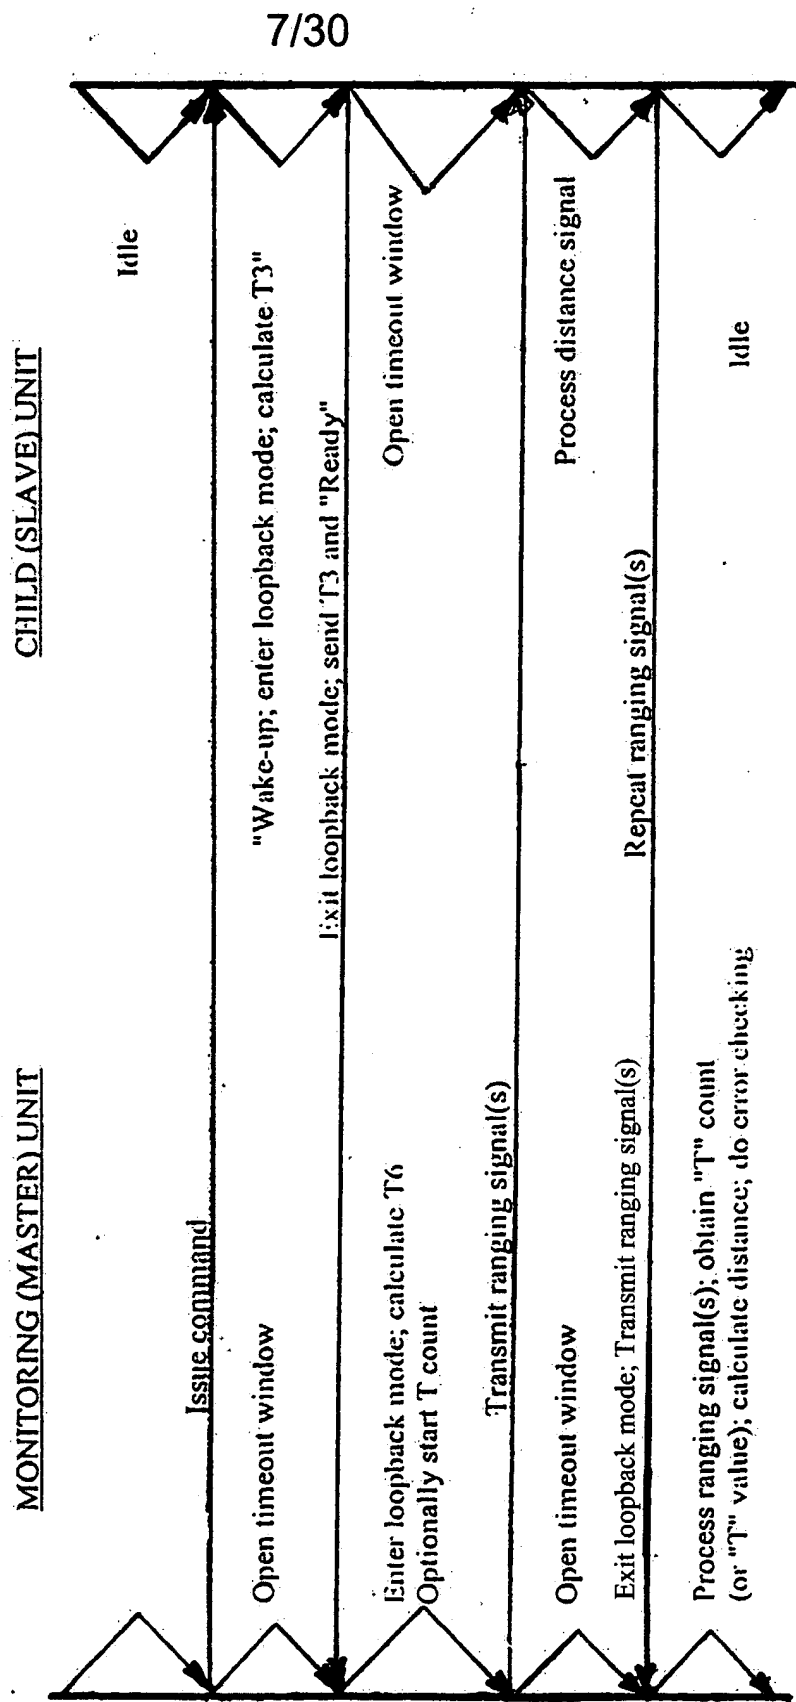 7/30
MONITORING (MASTER) UNIT
CHILD (SLAVE) UNIT
Idle
Issue command
Open timeout window
"Wake-up; enter loopback mode; calculate T3"
Exit loopback mode; send T3 and "Ready"
Enter loopback mode; calculate T6
Optionally start T count
Open timeout window
Transmit ranging signal(s)
Open timeout window
Process distance signal
Exit loopback mode; Transmit ranging signal(s)
Repeat ranging signal(s)
Process ranging signal(s); obtain "T" count
(or "T" value); calculate distance; do error checking
Idle